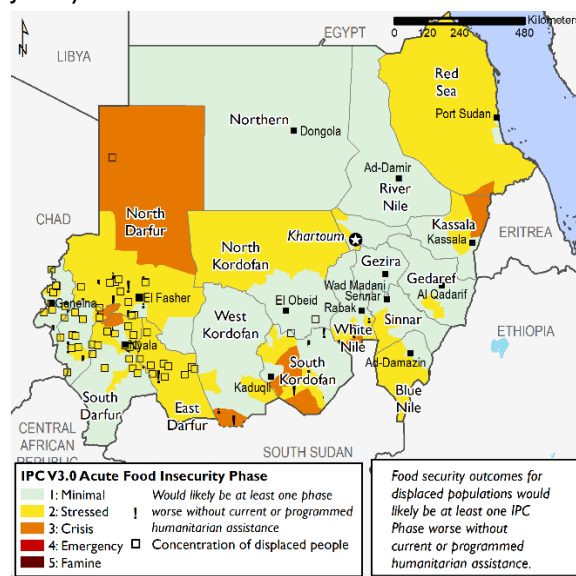 Kilometers
0 120 240 480
N
EGYPT
LIBYA
Red
Sea
Port Sudan
Northern
Dongola
Ad-Damir
River
Nile
North
Darfur
CHAD
Kassala
Kassala
ERITREA
North
Kordofan
Khartoum
Gezira
Wad Madani
Gedaref
Al Qadarif
Geneina
El Fasher
El Obeid
Sennar
Rabak
Sinnar
West
Kordofan
White
Nile
ETHIOPIA
Nyala
South
Kordofan
Ad-Damazin
Kaduqli
Blue
Nile
South
Darfur
East
Darfur
CENTRAL
AFRICAN
REPUBLIC
SOUTH SUDAN
IPC V3.0 Acute Food Insecurity Phase
1: Minimal
2: Stressed
3: Crisis
4: Emergency
5: Famine
! Would likely be at least one phase
worse without current or programmed
humanitarian assistance
Concentration of displaced people
Food security outcomes for
displaced populations would
likely be at least one IPC
Phase worse without
current or programmed
humanitarian assistance.